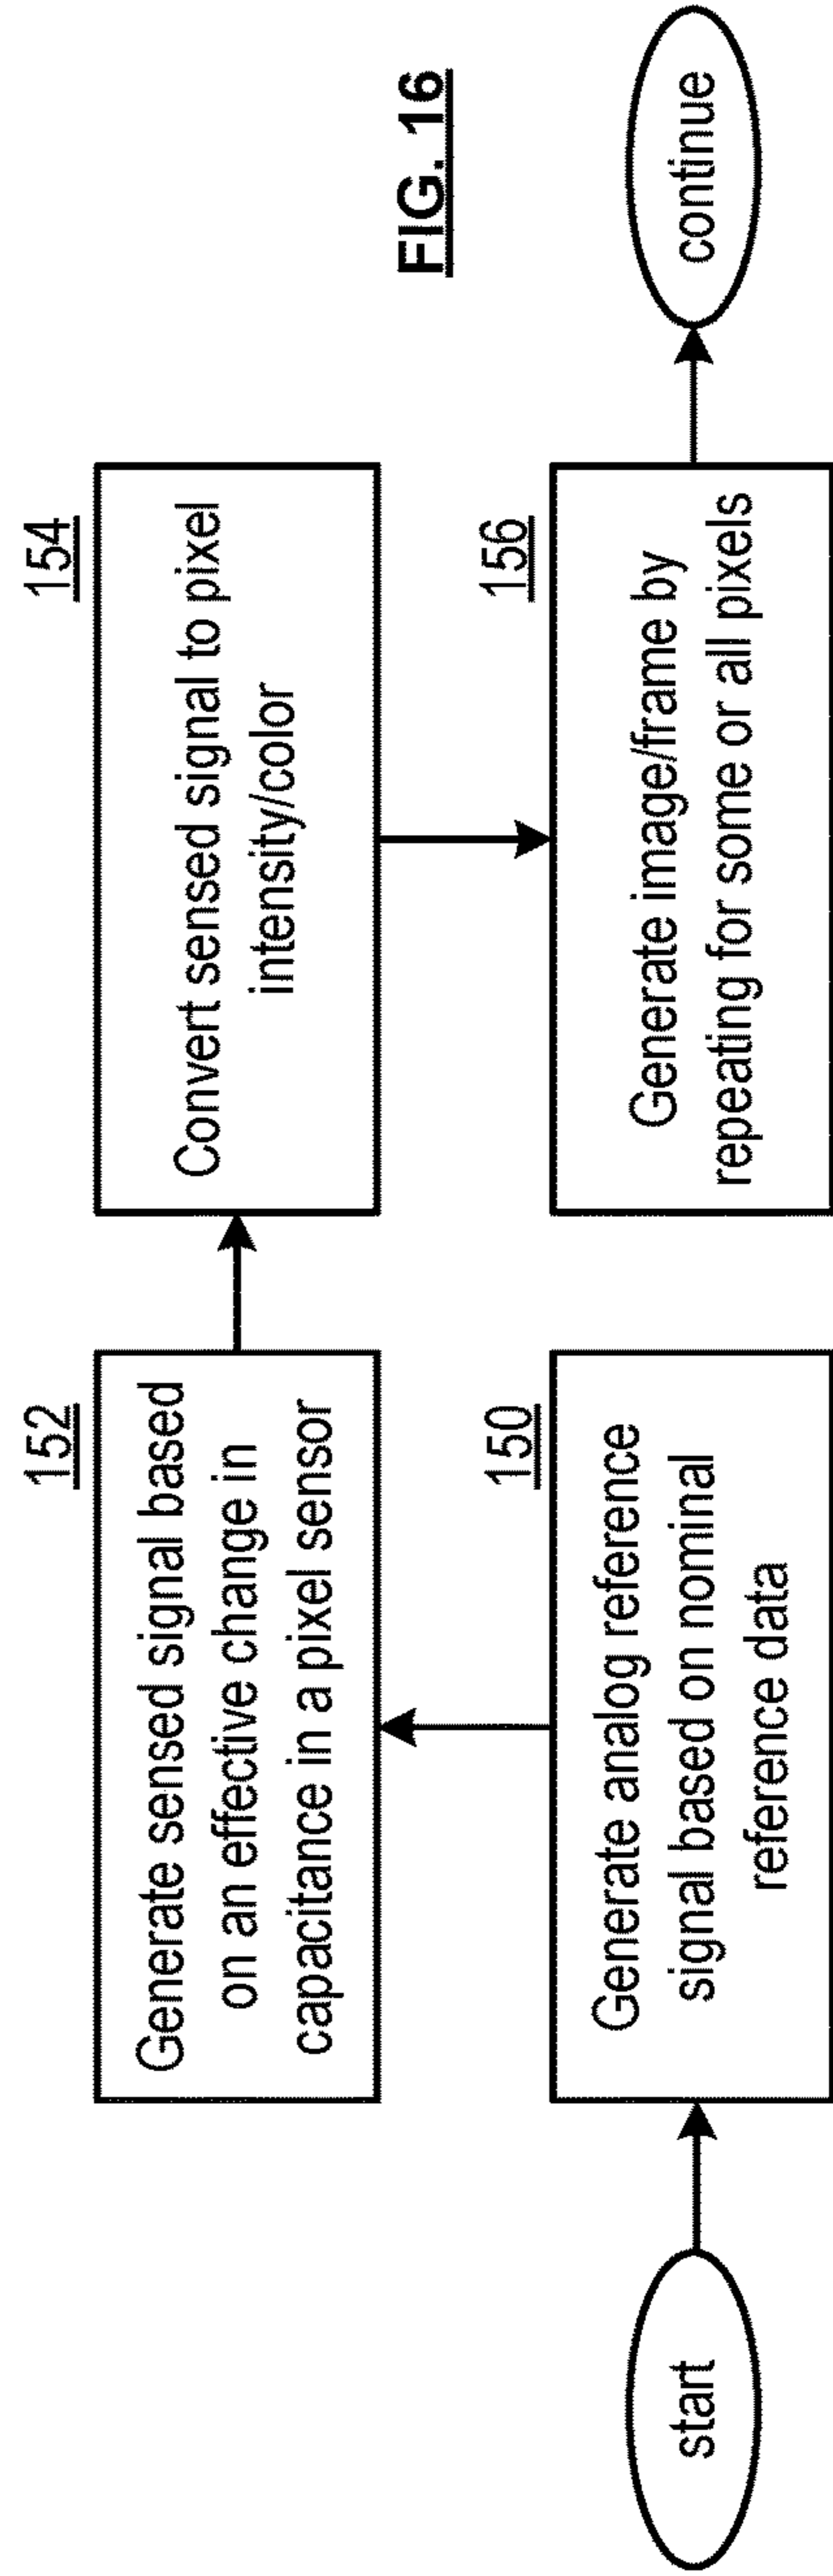 start
150
Generate analog reference
signal based on nominal
reference data
152
Generate sensed signal based
on an effective change in
capacitance in a pixel sensor
154
Convert sensed signal to pixel
intensity/color
156
Generate image/frame by
repeating for some or all pixels
continue
FIG. 16